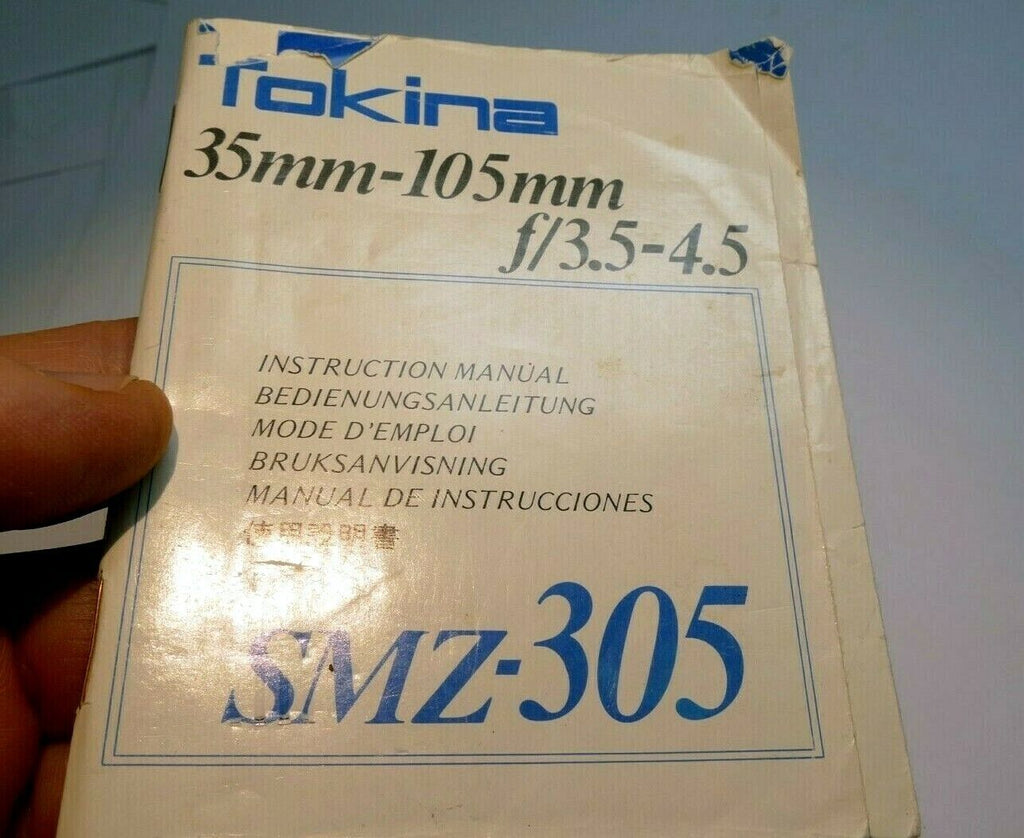 Tokina
35mm-105mm
f/3.5-4.5
INSTRUCTION MANUAL
BEDIENUNGSANLEITUNG
MODE D'EMPLOI
BRUKSANVISNING
MANUAL DE INSTRUCCIONES
使用説明書
SMZ-305